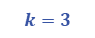 k = 3